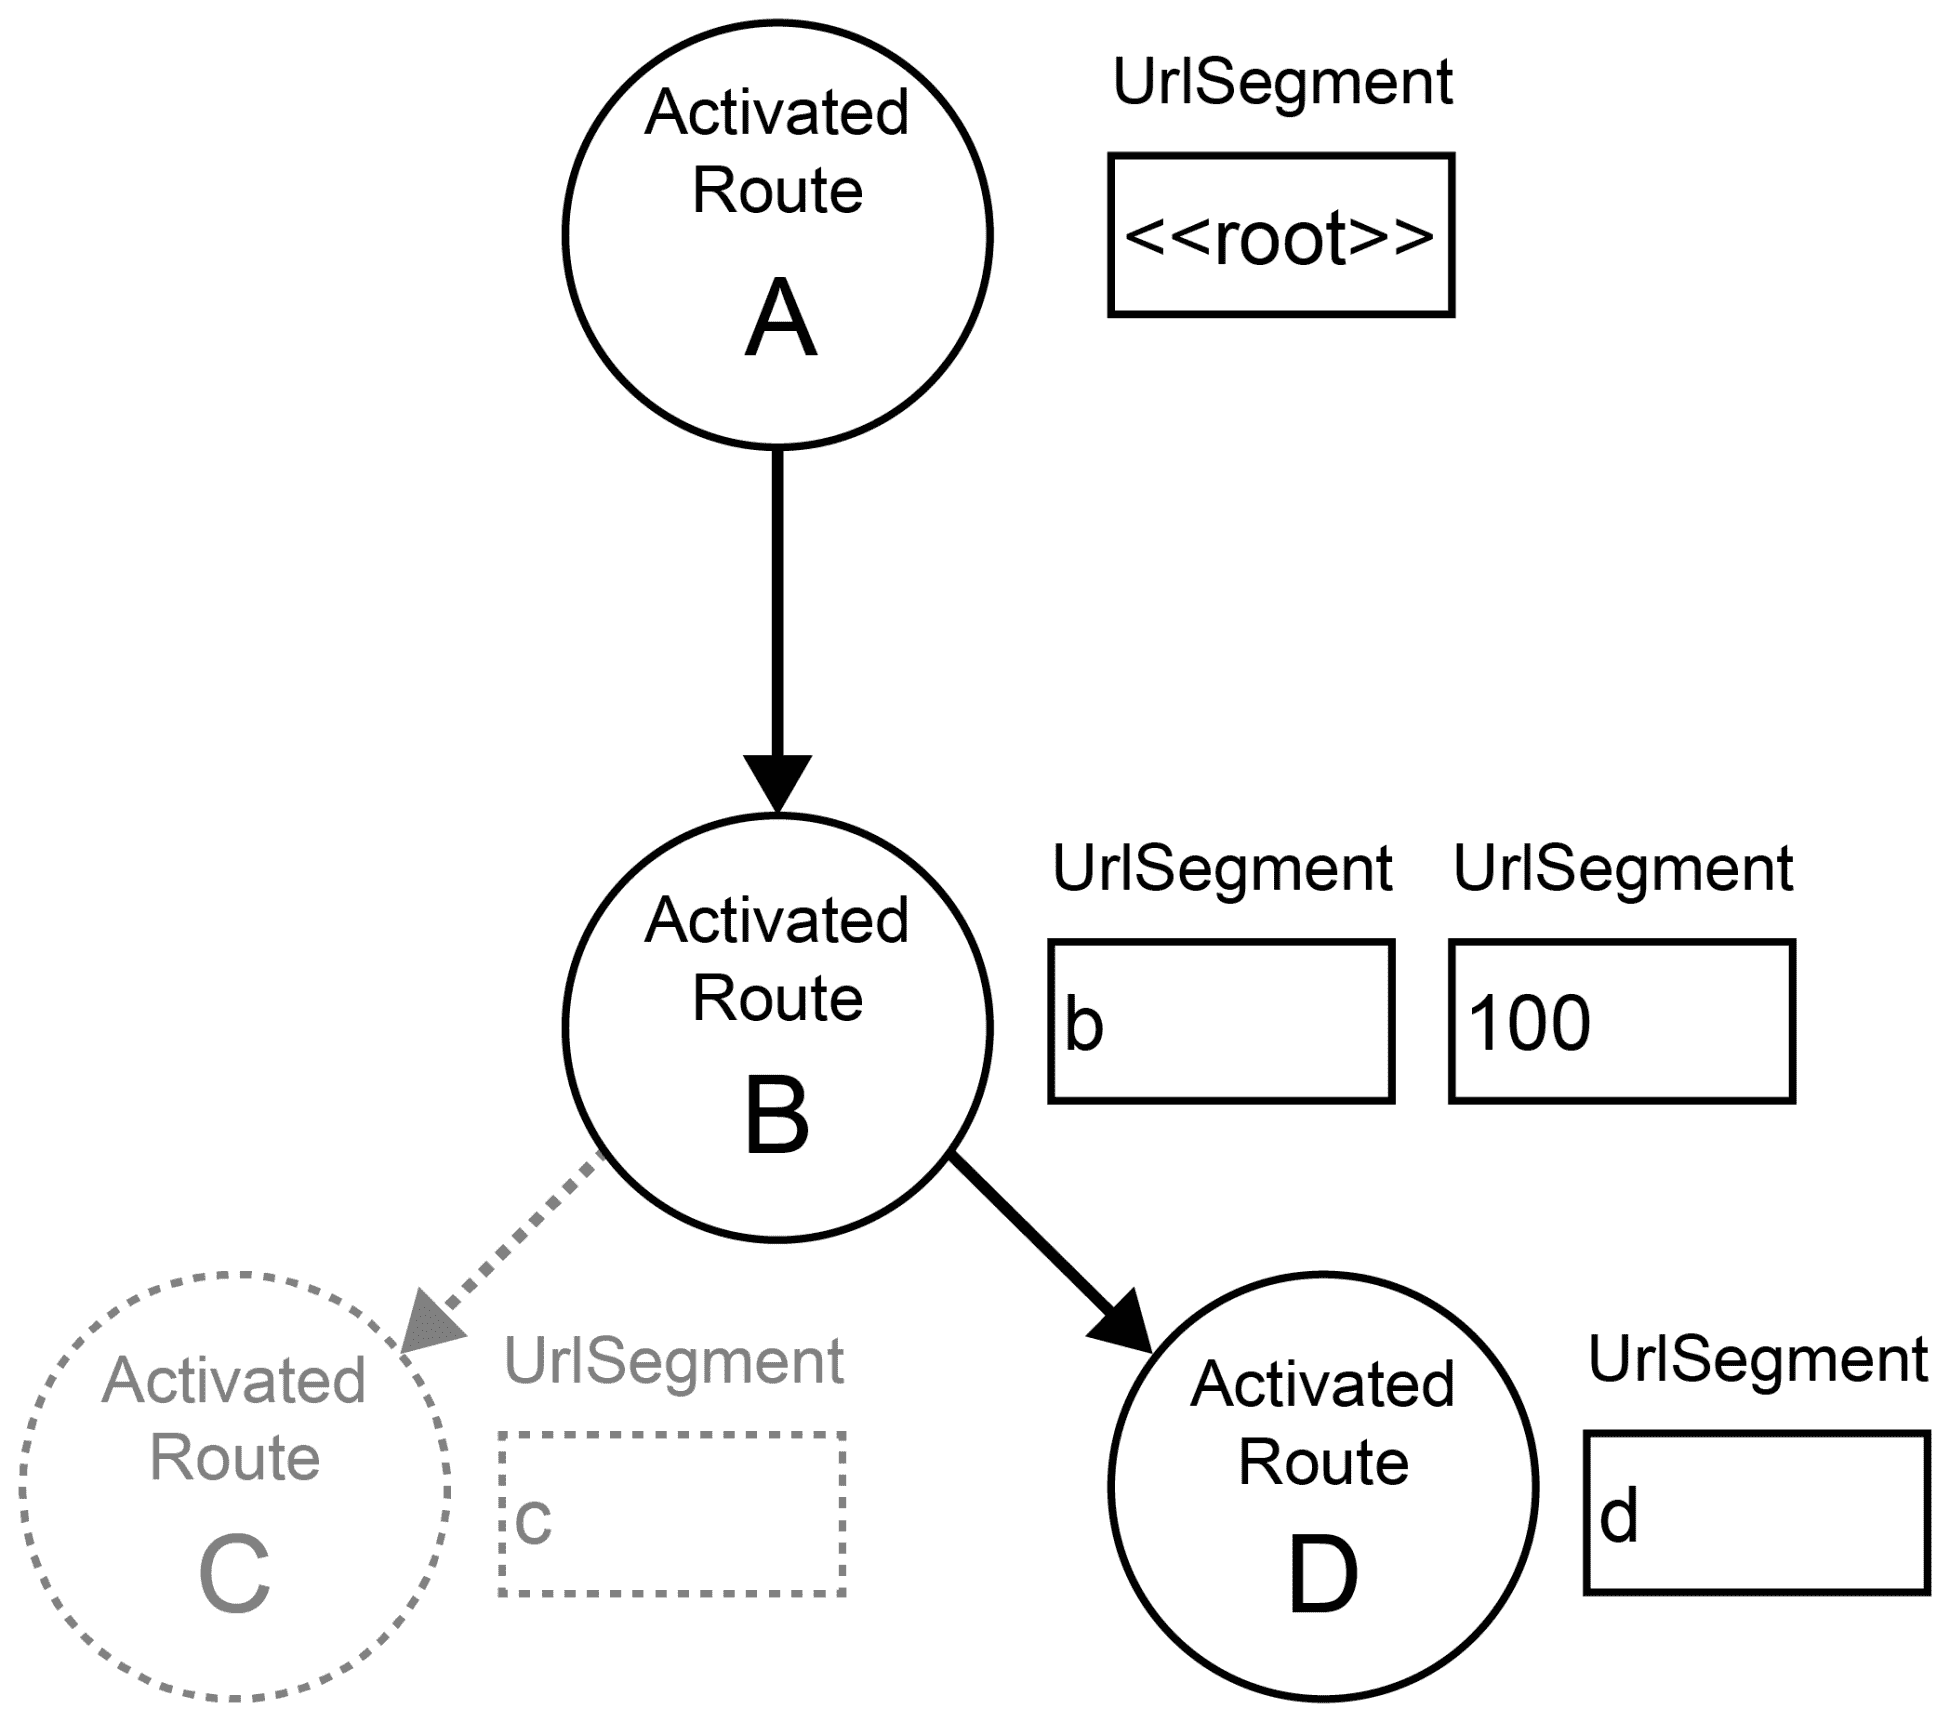 Activated
Route
A
UrlSegment
<<root>>
Activated
Route
B
UrlSegment
b
UrlSegment
100
Activated
Route
C
UrlSegment
c
Activated
Route
D
UrlSegment
d